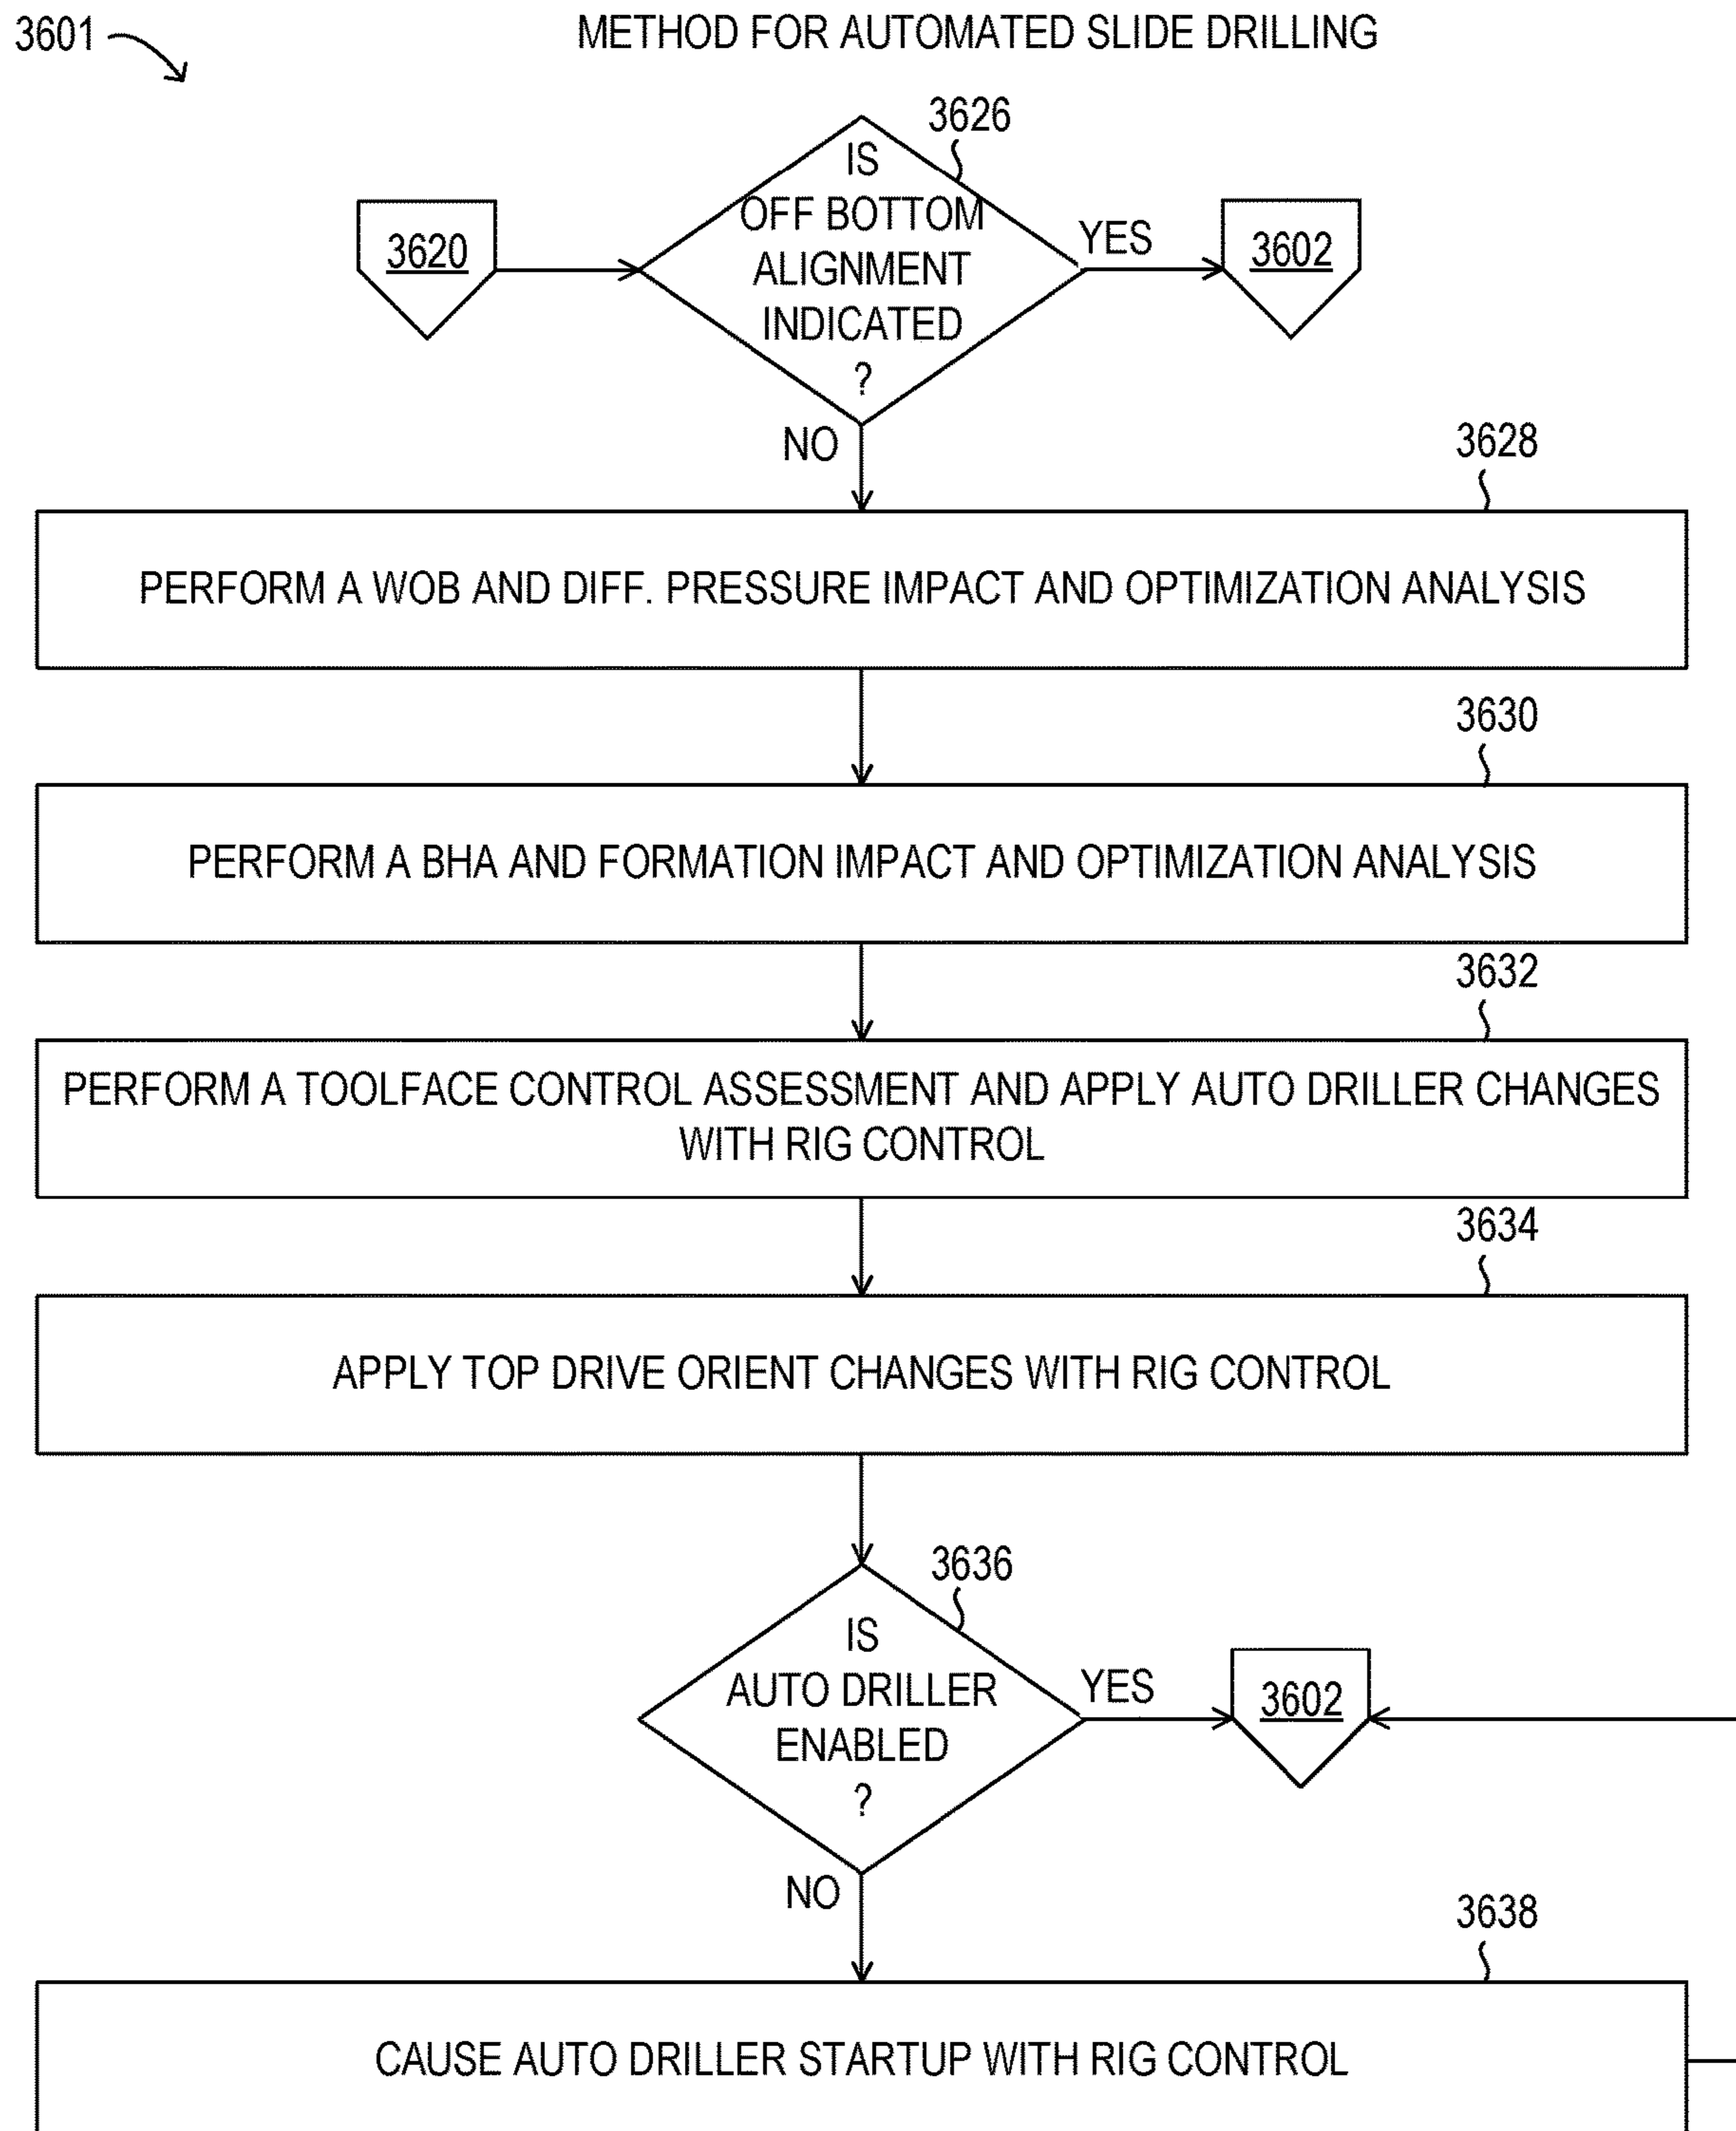 3601
METHOD FOR AUTOMATED SLIDE DRILLING
3626
IS
OFF BOTTOM
ALIGNMENT
INDICATED
?
3620
YES
3602
NO
3628
PERFORM A WOB AND DIFF. PRESSURE IMPACT AND OPTIMIZATION ANALYSIS
3630
PERFORM A BHA AND FORMATION IMPACT AND OPTIMIZATION ANALYSIS
3632
PERFORM A TOOLFACE CONTROL ASSESSMENT AND APPLY AUTO DRILLER CHANGES
WITH RIG CONTROL
3634
APPLY TOP DRIVE ORIENT CHANGES WITH RIG CONTROL
3636
IS
AUTO DRILLER
ENABLED
?
YES
3602
NO
3638
CAUSE AUTO DRILLER STARTUP WITH RIG CONTROL